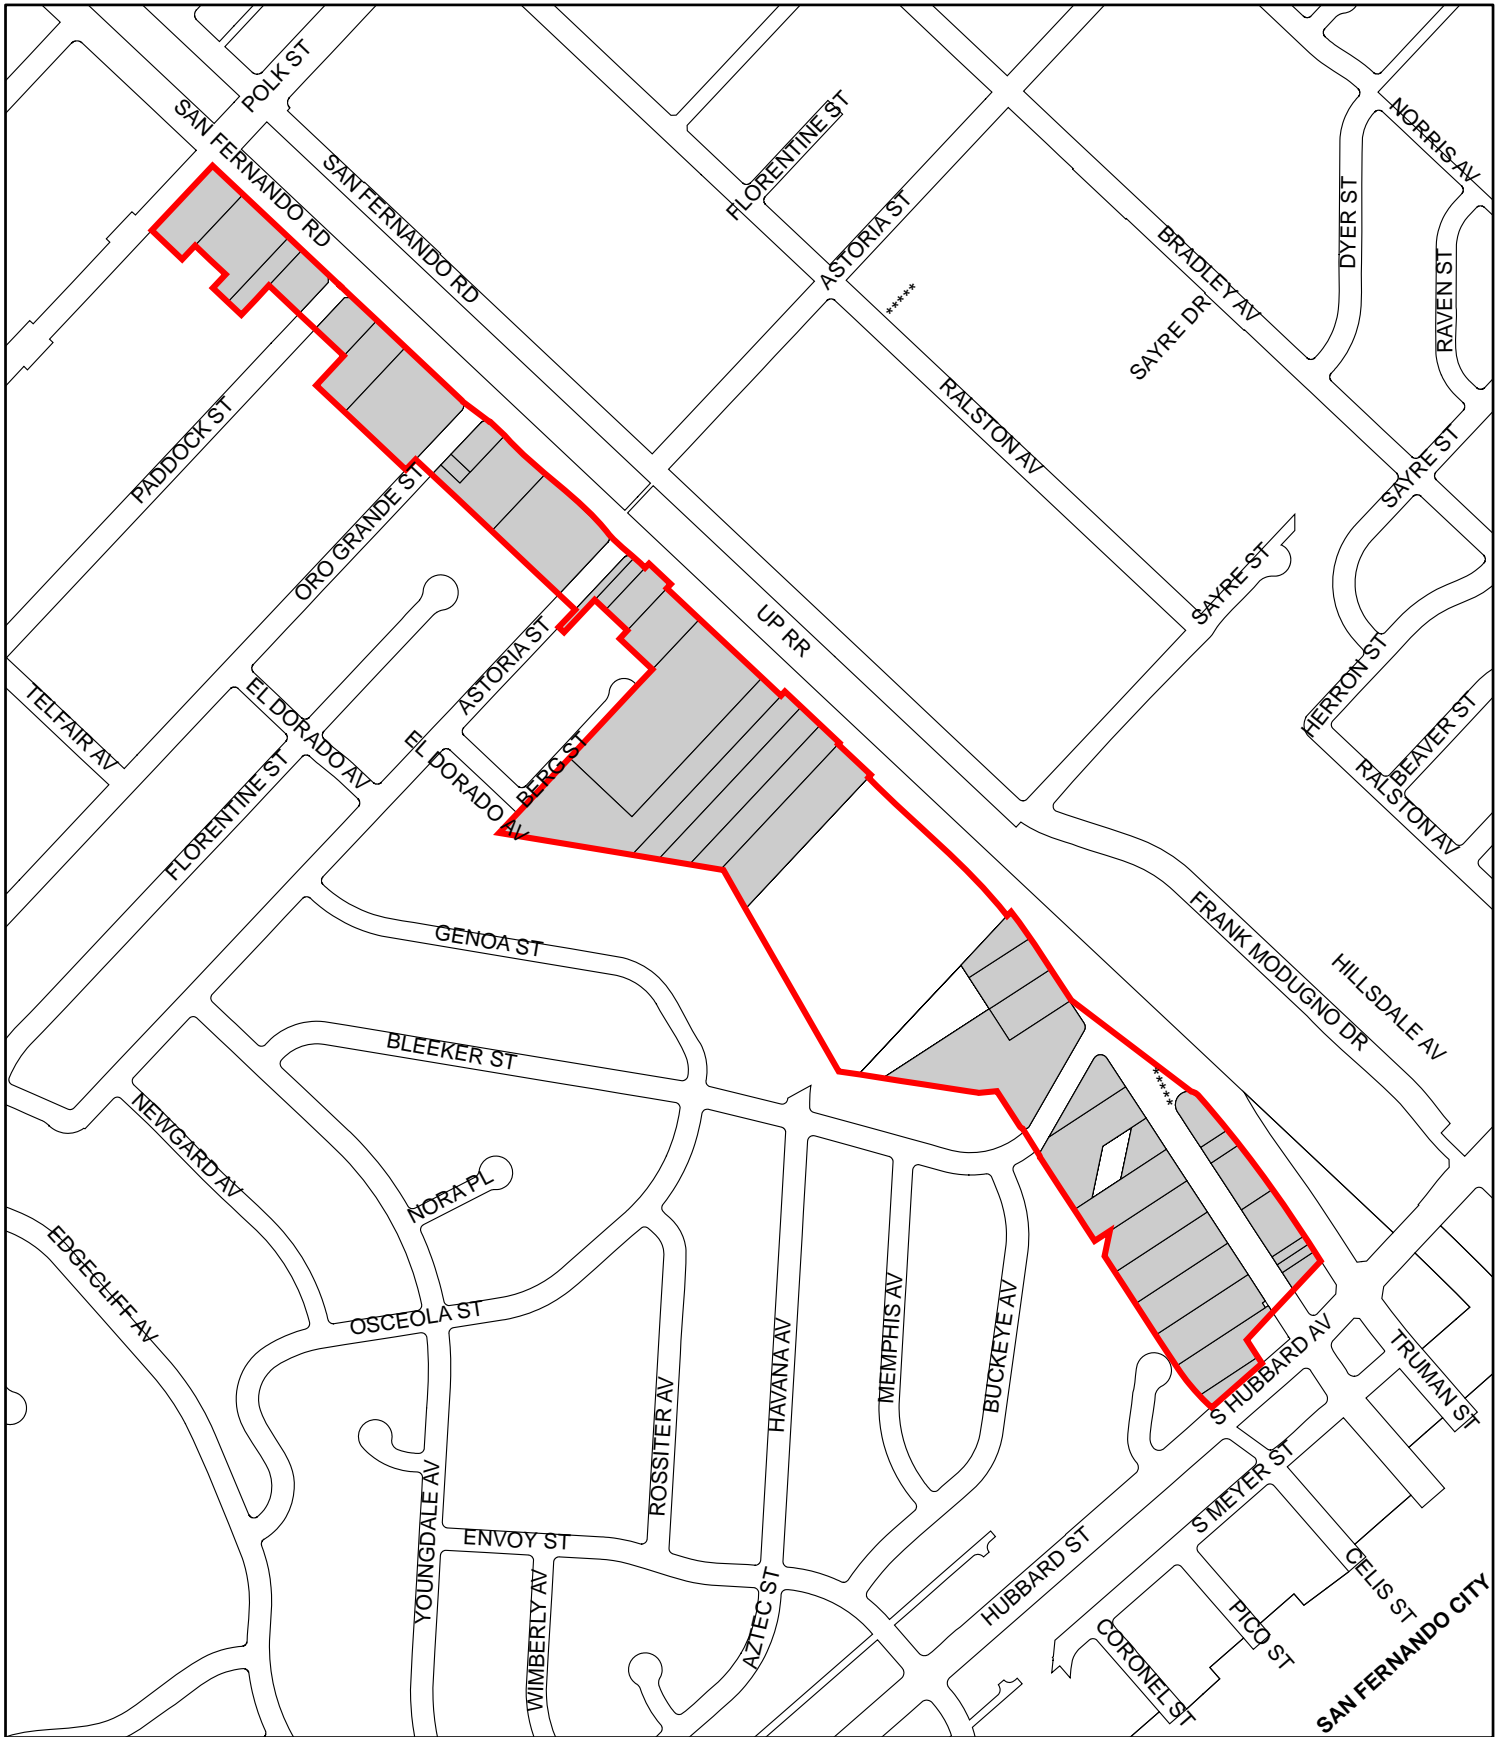 POLK ST
SAN FERNANDO RD
SAN FERNANDO RD
FLORENTINE ST
NORRIS AV
DYER ST
ASTORIA ST
BRADLEY AV
RAVEN ST
*****
SAYRE DR
RALSTON AV
PADDOCK ST
SAYRE ST
ORO GRANDE ST
SAYRE ST
UP RR
ASTORIA ST
HERRON ST
TELFAIR AV
EL DORADO AV
BEAVER ST
EL DORADO AV
BERG ST
RALSTON AV
FLORENTINE ST
GENOA ST
FRANK MODUGNO DR
HILLSDALE AV
BLEEKER ST
*****
NEWGARD AV
NORA PL
EDGECLIFF AV
OSCEOLA ST
MEMPHIS AV
BUCKEYE AV
HAVANA AV
S HUBBARD AV
TRUMAN ST
ROSSITER AV
YOUNGDALE AV
S MEYER ST
ENVOY ST
HUBBARD ST
CELIS ST
WIMBERLY AV
AZTEC ST
PICO ST
CORONEL ST
SAN FERNANDO CITY